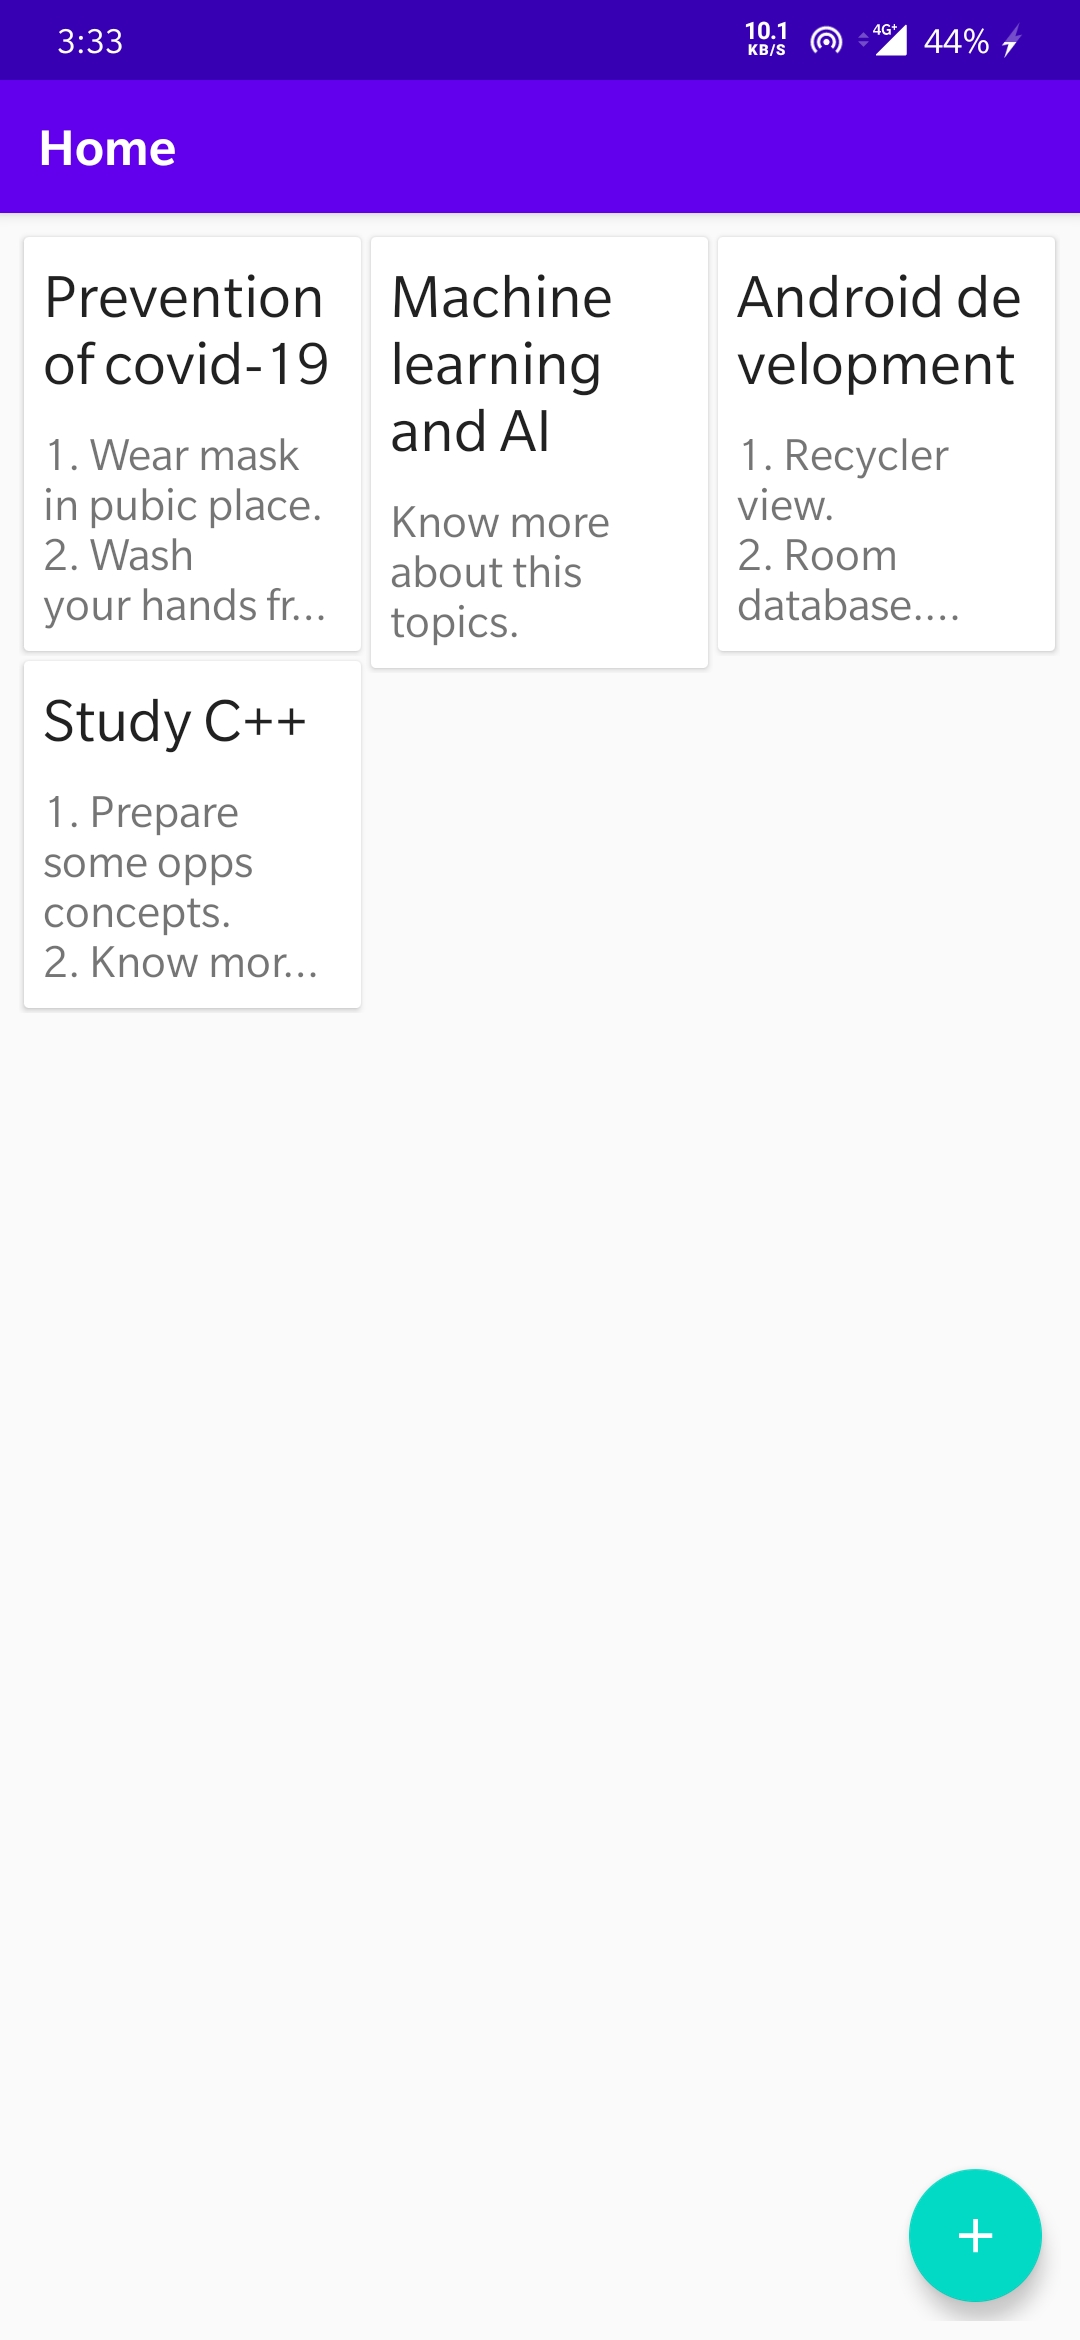 3:33
10.1
KB/S
4G+
44%
Home
Prevention
of covid-19
1. Wear mask
in pubic place.
2. Wash
your hands fr...
Machine
learning
and AI
Know more
about this
topics.
Android de
velopment
1. Recycler
view.
2. Room
database....
Study C++
1. Prepare
some opps
concepts.
2. Know mor...
+